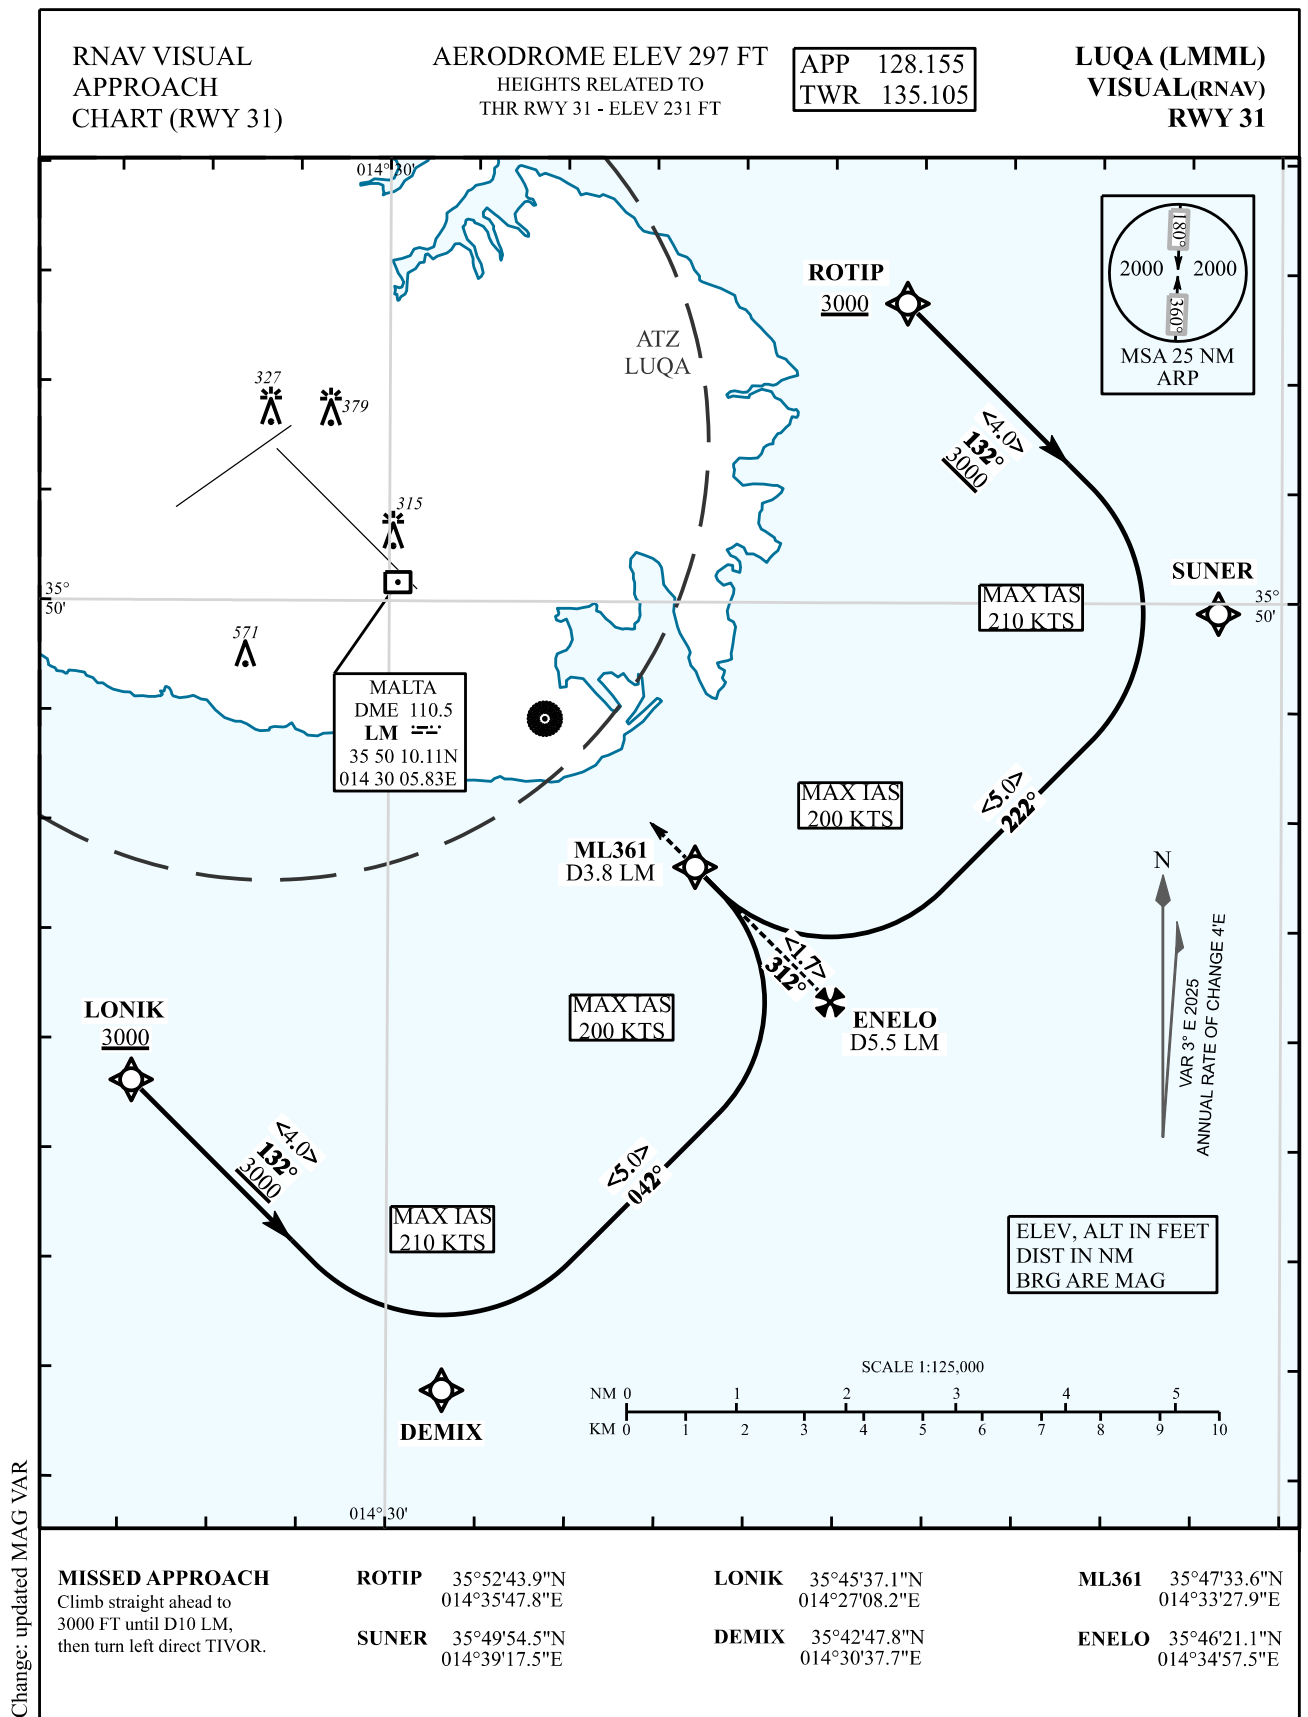 RNAV VISUAL
APPROACH
CHART (RWY 31)
AERODROME ELEV 297 FT
HEIGHTS RELATED TO
THR RWY 31 - ELEV 231 FT
APP 128.155
TWR 135.105
LUQA (LMML)
VISUAL(RNAV)
RWY 31
014° 30'
180°
2000 2000
360°
MSA 25 NM
ARP
ROTIP
3000
ATZ
LUQA
327
379
<4.0>
132°
3000
315
SUNER
35°
50'
35°
50'
MAX IAS
210 KTS
571
MALTA
DME 110.5
LM
35 50 10.11N
014 30 05.83E
MAX IAS
200 KTS
<5.0>
222°
ML361
D3.8 LM
N
<1.7>
312°
ENELO
D5.5 LM
VAR 3° E 2025
ANNUAL RATE OF CHANGE 4'E
MAX IAS
200 KTS
LONIK
3000
<4.0>
132°
3000
<5.0>
042°
MAX IAS
210 KTS
ELEV, ALT IN FEET
DIST IN NM
BRG ARE MAG
SCALE 1:125,000
NM 0 1 2 3 4 5
KM 0 1 2 3 4 5 6 7 8 9 10
DEMIX
014° 30'
Change: updated MAG VAR
MISSED APPROACH
Climb straight ahead to
3000 FT until D10 LM,
then turn left direct TIVOR.
ROTIP 35°52'43.9"N
014°35'47.8"E
SUNER 35°49'54.5"N
014°39'17.5"E
LONIK 35°45'37.1"N
014°27'08.2"E
DEMIX 35°42'47.8"N
014°30'37.7"E
ML361 35°47'33.6"N
014°33'27.9"E
ENELO 35°46'21.1"N
014°34'57.5"E